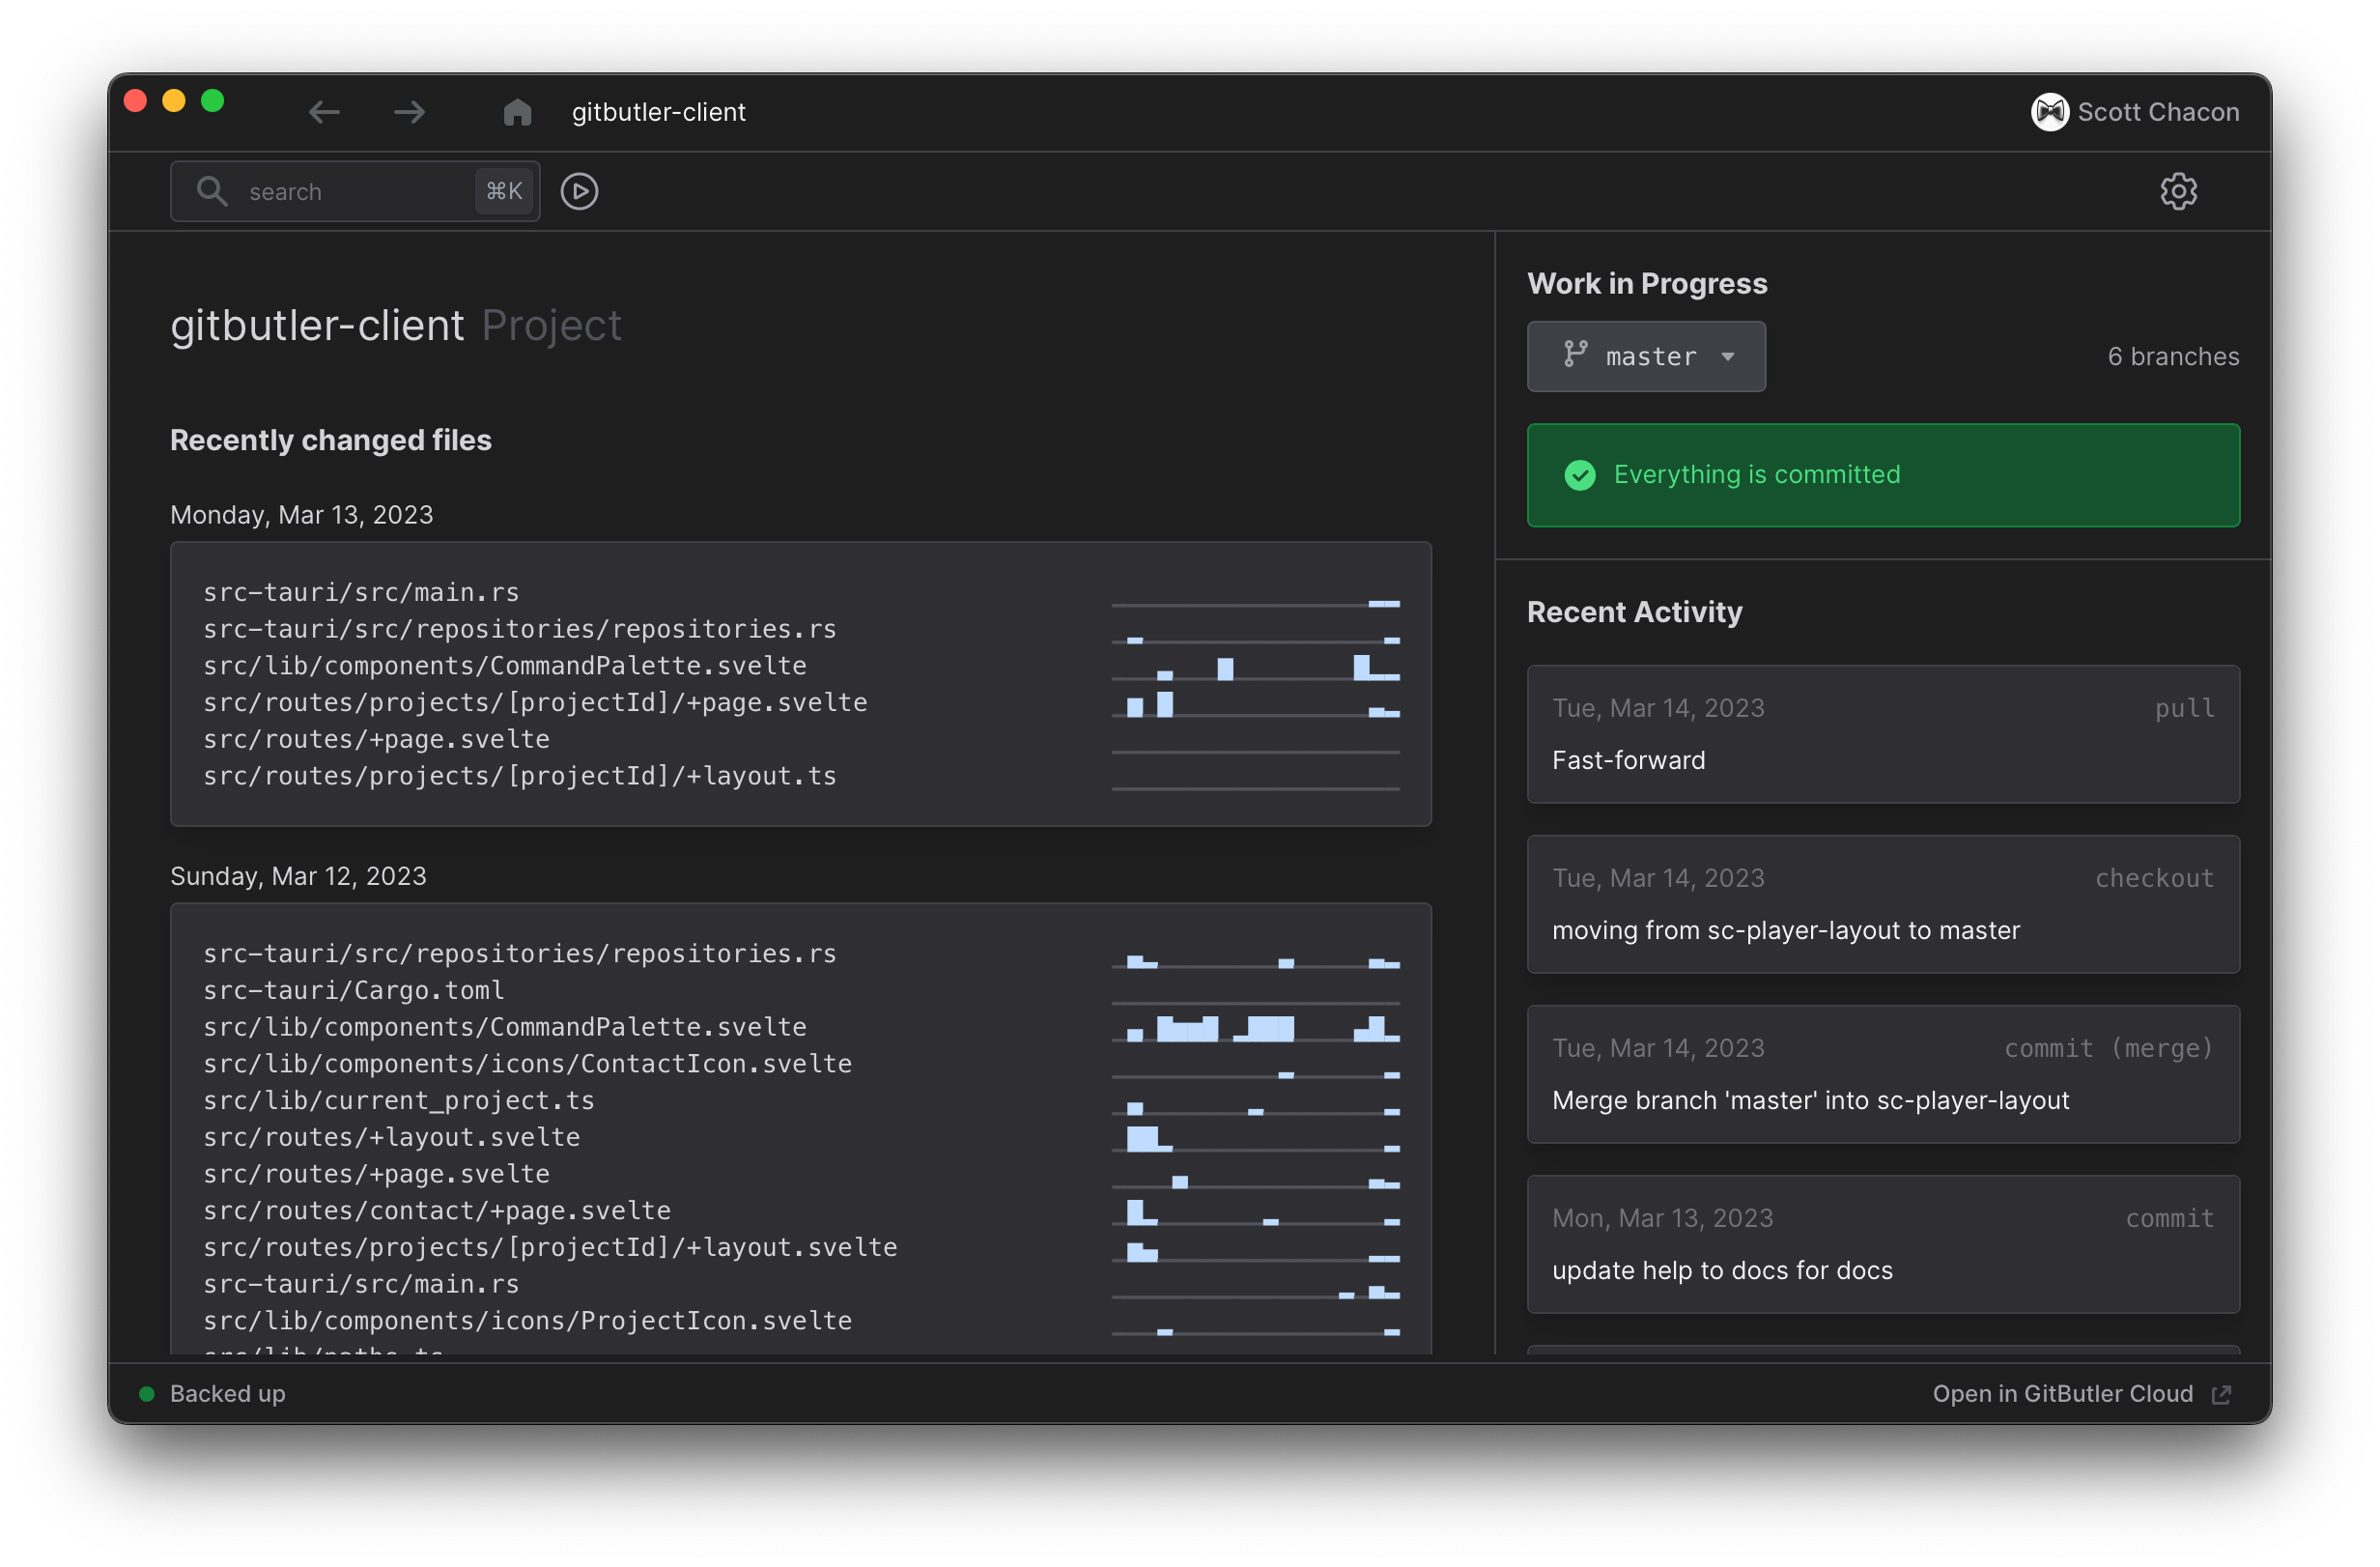 gitbutler-client
Scott Chacon
search
⌘K
gitbutler-client Project
Recently changed files
Monday, Mar 13, 2023
src-tauri/src/main.rs
src-tauri/src/repositories/repositories.rs
src/lib/components/CommandPalette.svelte
src/routes/projects/[projectId]/+page.svelte
src/routes/+page.svelte
src/routes/projects/[projectId]/+layout.ts
Sunday, Mar 12, 2023
src-tauri/src/repositories/repositories.rs
src-tauri/Cargo.toml
src/lib/components/CommandPalette.svelte
src/lib/components/icons/ContactIcon.svelte
src/lib/current_project.ts
src/routes/+layout.svelte
src/routes/+page.svelte
src/routes/contact/+page.svelte
src/routes/projects/[projectId]/+layout.svelte
src-tauri/src/main.rs
src/lib/components/icons/ProjectIcon.svelte
src/lib/paths.ts
Work in Progress
master
6 branches
Everything is committed
Recent Activity
Tue, Mar 14, 2023
pull
Fast-forward
Tue, Mar 14, 2023
checkout
moving from sc-player-layout to master
Tue, Mar 14, 2023
commit (merge)
Merge branch 'master' into sc-player-layout
Mon, Mar 13, 2023
commit
update help to docs for docs
Backed up
Open in GitButler Cloud